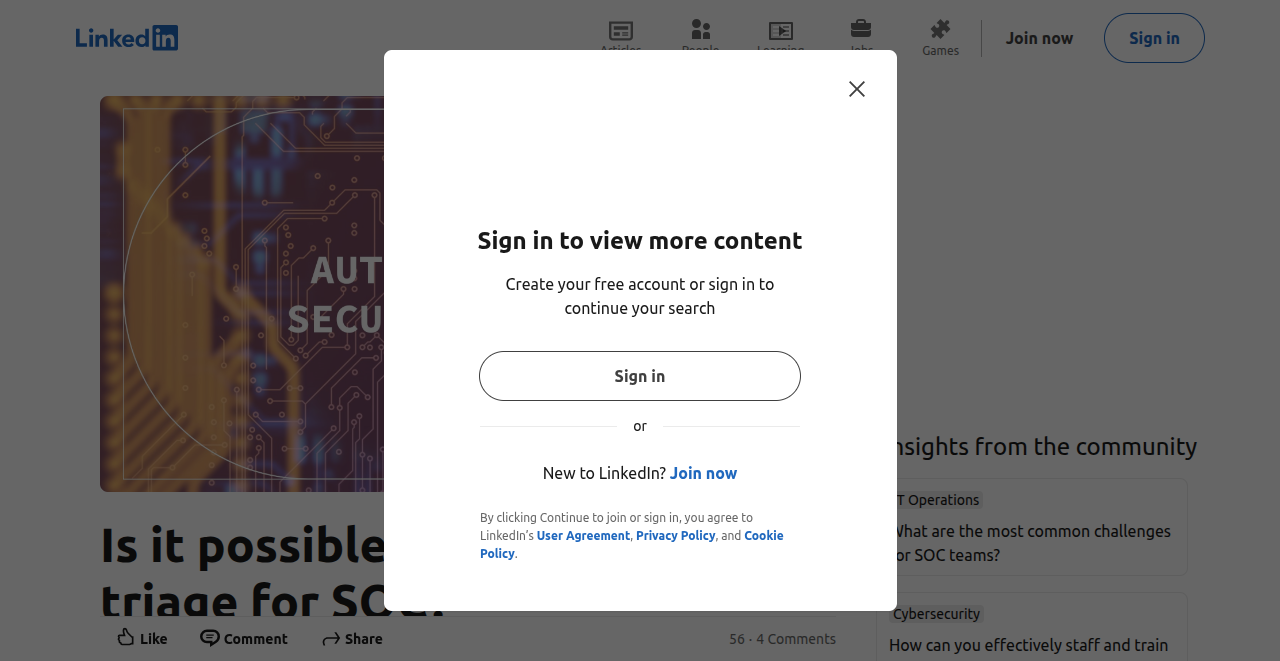 Linked in
Articles People Learning Jobs Games Join now Sign in
AUT
SECU
Sign in to view more content
Create your free account or sign in to
continue your search
Sign in
or
New to LinkedIn? Join now
By clicking Continue to join or sign in, you agree to
LinkedIn’s User Agreement, Privacy Policy, and Cookie
Policy.
Is it possible
triage for SOC?
Like Comment Share 56 · 4 Comments
nsights from the community
IT Operations
What are the most common challenges
for SOC teams?
Cybersecurity
How can you effectively staff and train